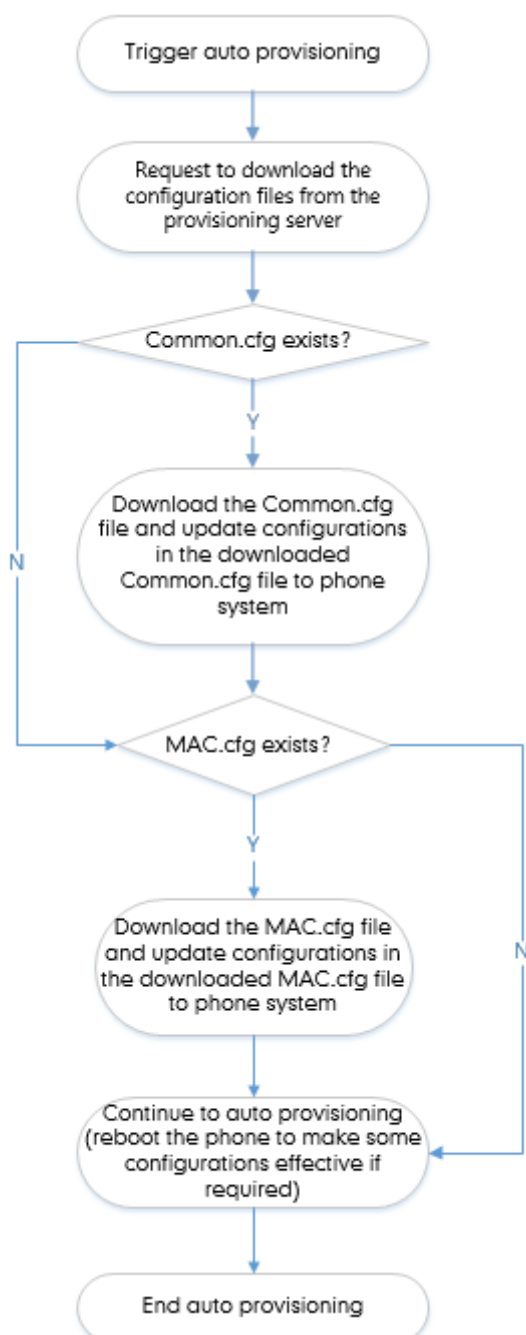 Trigger auto provisioning
Request to download the
configuration files from the
provisioning server
Common.cfg exists?
Y
Download the Common.cfg
file and update configurations
in the downloaded
Common.cfg file to phone
system
N
MAC.cfg exists?
Y
Download the MAC.cfg file
and update configurations in
the downloaded MAC.cfg file
to phone system
N
Continue to auto provisioning
(reboot the phone to make some
configurations effective if
required)
End auto provisioning